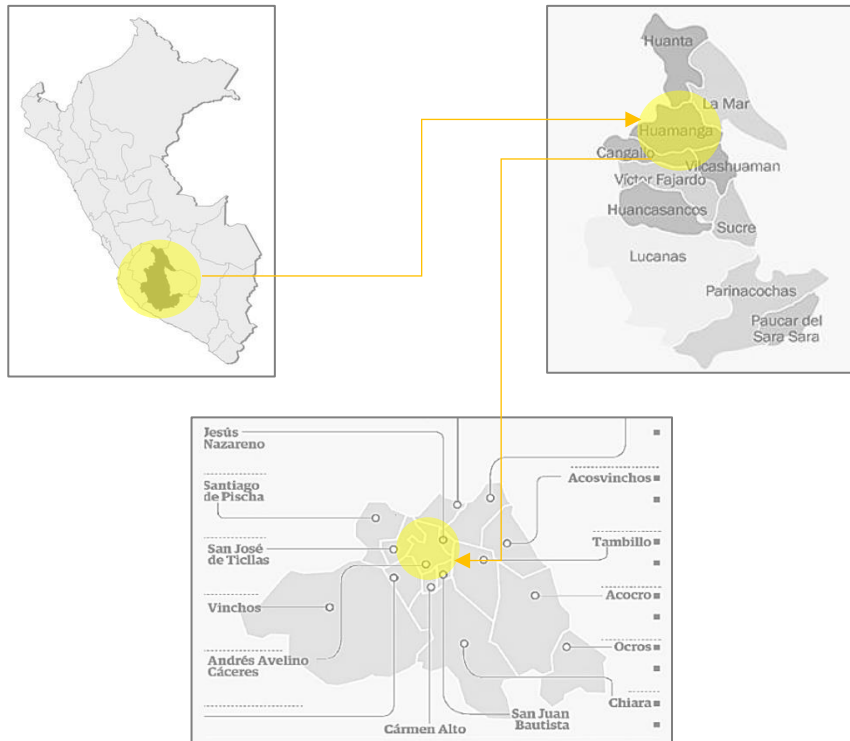 Huanta
La Mar
Huamanga
Cangallo
Vilcashuaman
Víctor Fajardo
Huancasancos
Sucre
Lucanas
Parinacochas
Paucar del
Sara Sara
Jesús
Nazareno
Santiago
de Pischa
San José
de Ticllas
Vinchos
Andrés Avelino
Cáceres
Cármen Alto
San Juan
Bautista
Acosvinchos
Tambillo
Acocro
Ocros
Chiara